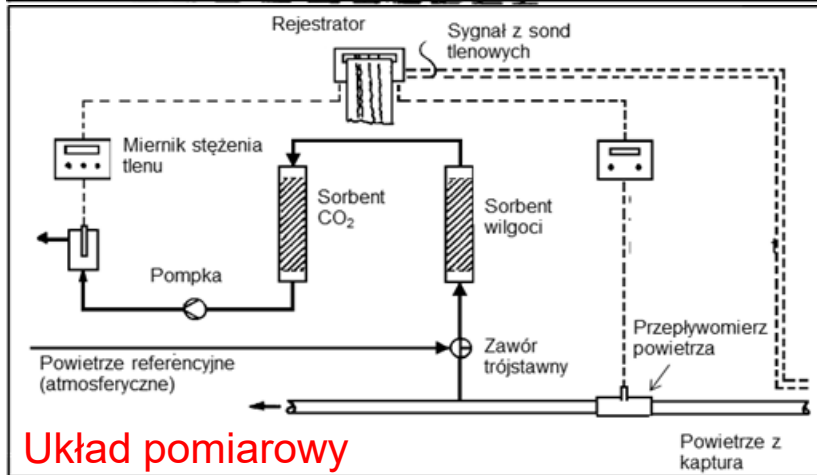 Rejestrator
Sygnał z sond
tlenowych
Miernik stężenia
tlenu
Sorbent
CO₂
Sorbent
wilgoci
Pompka
Przepływomierz
powietrza
Powietrze referencyjne
(atmosferyczne)
Zawór
trójstawny
Układ pomiarowy
Powietrze z
kaptura